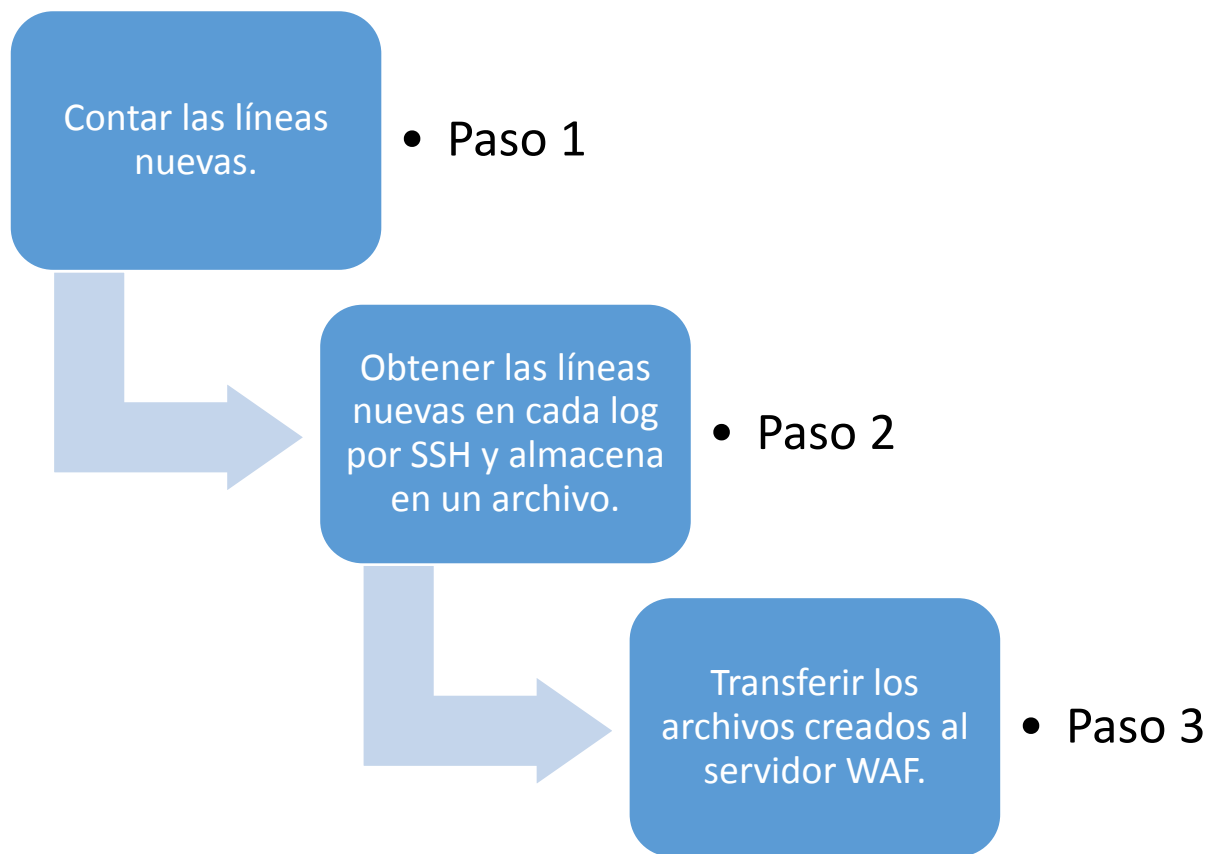 Contar las líneas
nuevas.
• Paso 1
Obtener las líneas
nuevas en cada log
por SSH y almacena
en un archivo.
• Paso 2
Transferir los
archivos creados al
servidor WAF.
• Paso 3